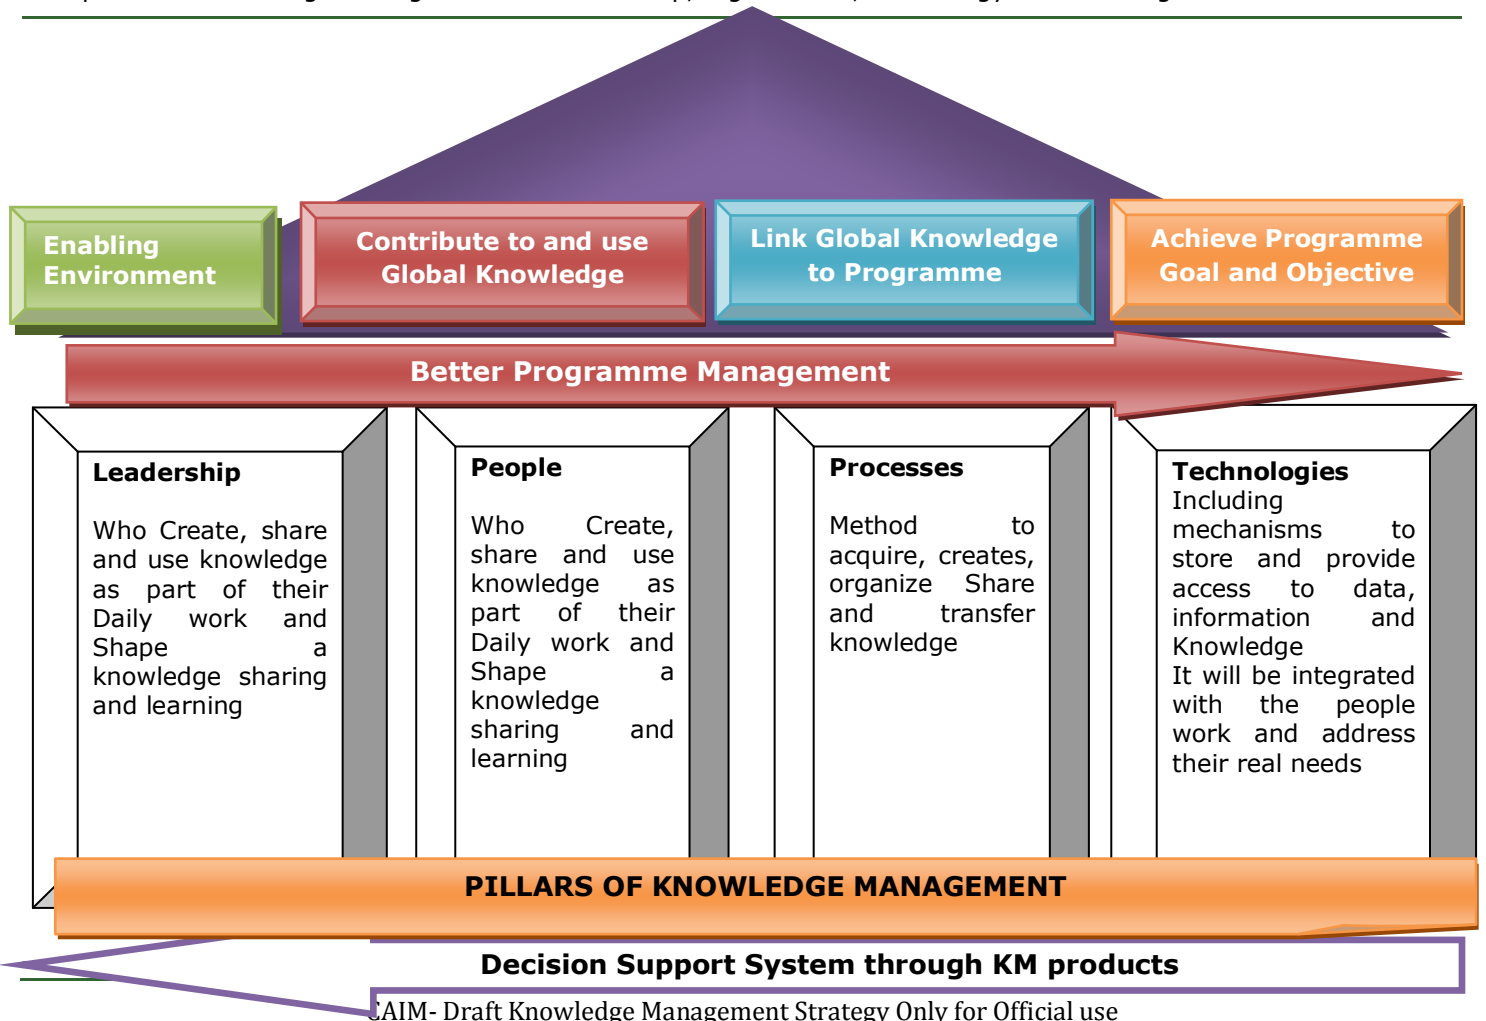 Enabling
Environment
Contribute to and use
Global Knowledge
Link Global Knowledge
to Programme
Achieve Programme
Goal and Objective
Better Programme Management
Leadership
Who Create, share
and use knowledge
as part of their
Daily work and
Shape a
knowledge sharing
and learning
People
Who Create,
share and use
knowledge as
part of their
Daily work and
Shape a
knowledge
sharing and
learning
Processes
Method to
acquire, creates,
organize Share
and transfer
knowledge
Technologies
Including
mechanisms to
store and provide
access to data,
information and
Knowledge
It will be integrated
with the people
work and address
their real needs
PILLARS OF KNOWLEDGE MANAGEMENT
Decision Support System through KM products
CAIM- Draft Knowledge Management Strategy Only for Official use